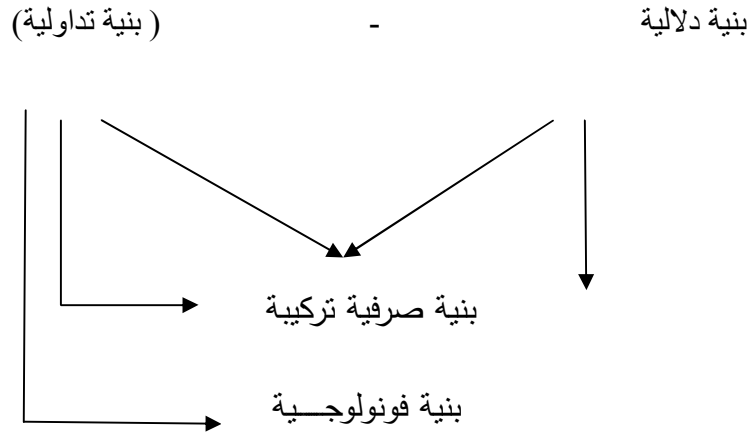 بنية دلالية - ( بنية تداولية)
بنية صرفية تركيبة
بنية فونولوجـــية